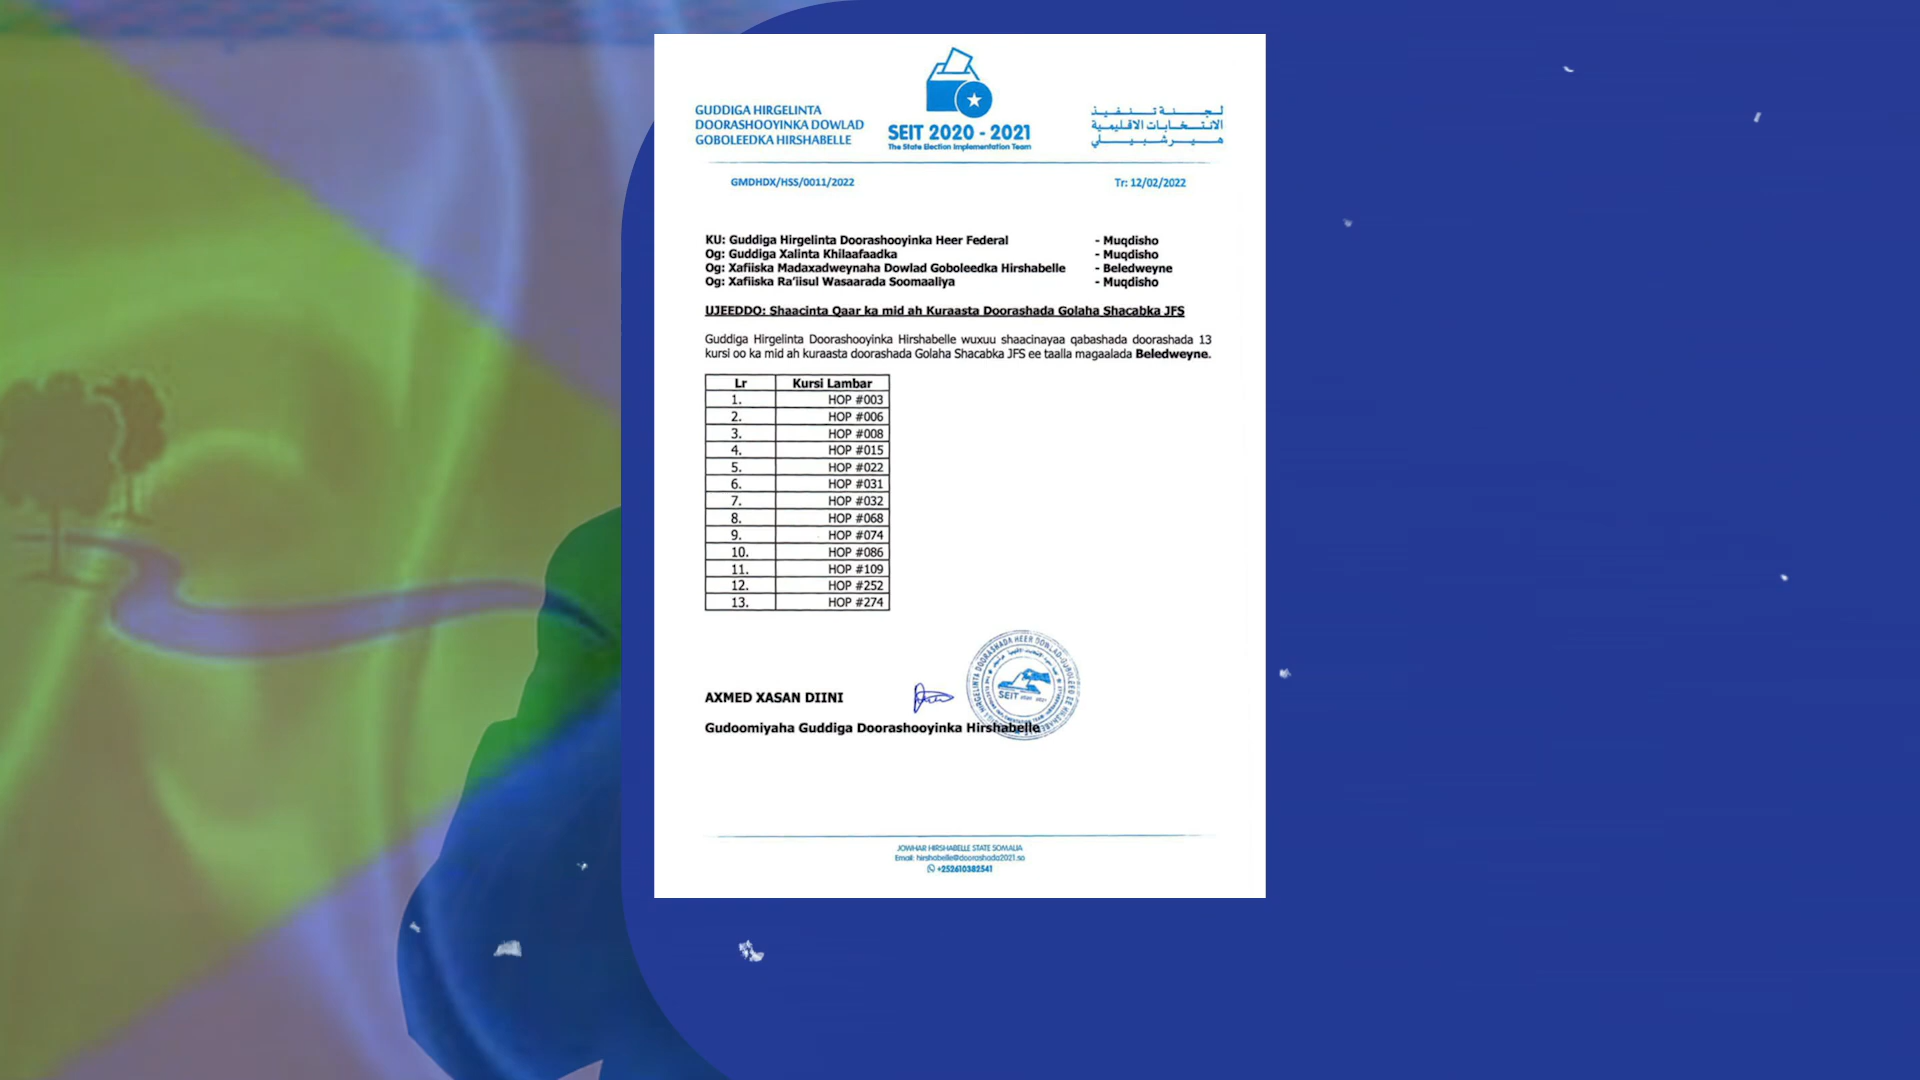 GUDDIGA HIRGELINTA
DOORASHOOYINKA DOWLAD
GOBOLEEDKA HIRSHABELLE
SEIT 2020 - 2021
The State Election Implementation Team
لجنة تنفيذ
الانتخابات الاقليمية
هيرشبيلي
GMDHDX/HSS/0011/2022
Tr: 12/02/2022
KU: Guddiga Hirgelinta Doorashooyinka Heer Federal - Muqdisho
Og: Guddiga Xalinta Khilaafaadka - Muqdisho
Og: Xafiiska Madaxadweynaha Dowlad Goboleedka Hirshabelle - Beledweyne
Og: Xafiiska Ra'iisul Wasaarada Soomaaliya - Muqdisho
UJEEDDO: Shaacinta Qaar ka mid ah Kuraasta Doorashada Golaha Shacabka JFS
Guddiga Hirgelinta Doorashooyinka Hirshabelle wuxuu shaacinayaa qabashada doorashada 13
kursi oo ka mid ah kuraasta doorashada Golaha Shacabka JFS ee taalla magaalada Beledweyne.
Lr Kursi Lambar
1. HOP #003
2. HOP #006
3. HOP #008
4. HOP #015
5. HOP #022
6. HOP #031
7. HOP #032
8. HOP #068
9. HOP #074
10. HOP #086
11. HOP #109
12. HOP #252
13. HOP #274
AXMED XASAN DIINI
Gudoomiyaha Guddiga Doorashooyinka Hirshabelle
SEIT 2020 2021
JOWHAR HIRSHABELLE STATE SOMALIA
Email: hirshabelle@doorashada2021.so
+252610382541